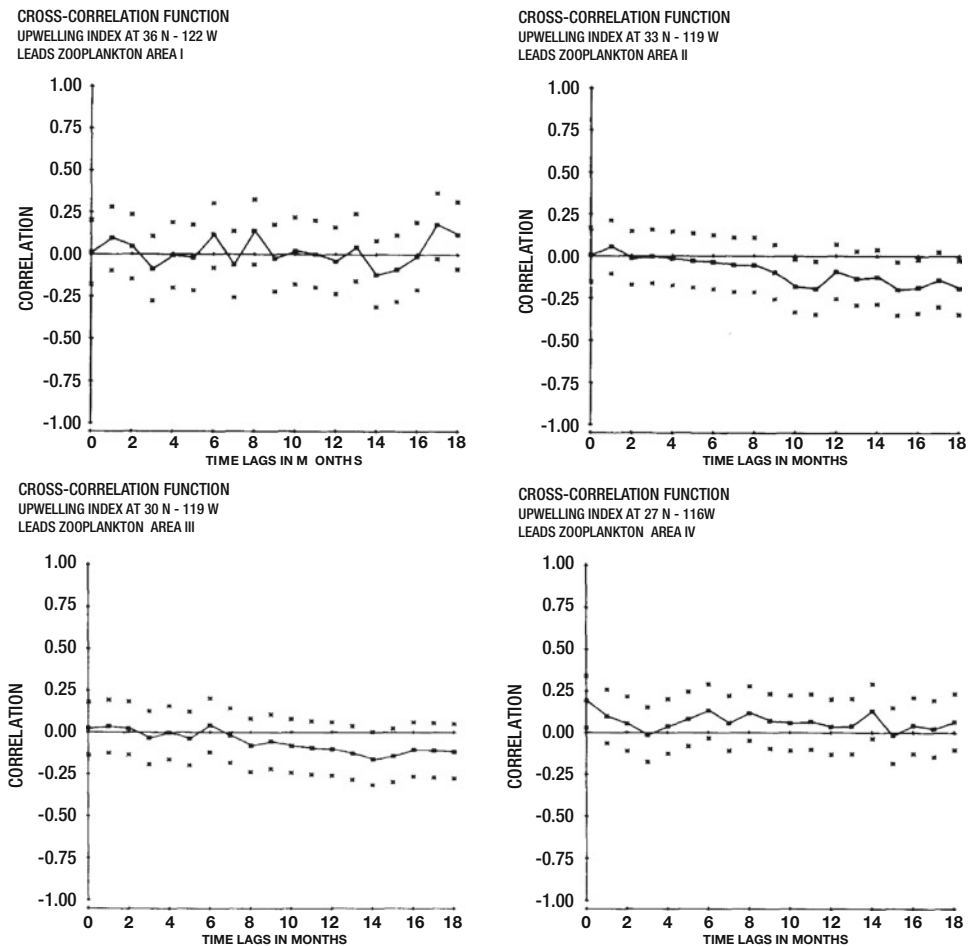 CROSS-CORRELATION FUNCTION
UPWELLING INDEX AT 36 N - 122 W
LEADS ZOOPLANKTON AREA I
1.00
0.75
0.50
0.25
0.00
-0.25
-0.50
-0.75
-1.00
CORRELATION
0 2 4 6 8 10 12 14 16 18
TIME LAGS IN M ONTHS
CROSS-CORRELATION FUNCTION
UPWELLING INDEX AT 33 N - 119 W
LEADS ZOOPLANKTON AREA II
1.00
0.75
0.50
0.25
0.00
-0.25
-0.50
-0.75
-1.00
CORRELATION
0 2 4 6 8 10 12 14 16 18
TIME LAGS IN MONTHS
CROSS-CORRELATION FUNCTION
UPWELLING INDEX AT 30 N - 119 W
LEADS ZOOPLANKTON AREA III
1.00
0.75
0.50
0.25
0.00
-0.25
-0.50
-0.75
-1.00
CORRELATION
0 2 4 6 8 10 12 14 16 18
TIME LAGS IN MONTHS
CROSS-CORRELATION FUNCTION
UPWELLING INDEX AT 27 N - 116W
LEADS ZOOPLANKTON AREA IV
1.00
0.75
0.50
0.25
0.00
-0.25
-0.50
-0.75
-1.00
CORRELATION
0 2 4 6 8 10 12 14 16 18
TIME LAGS IN MONTHS